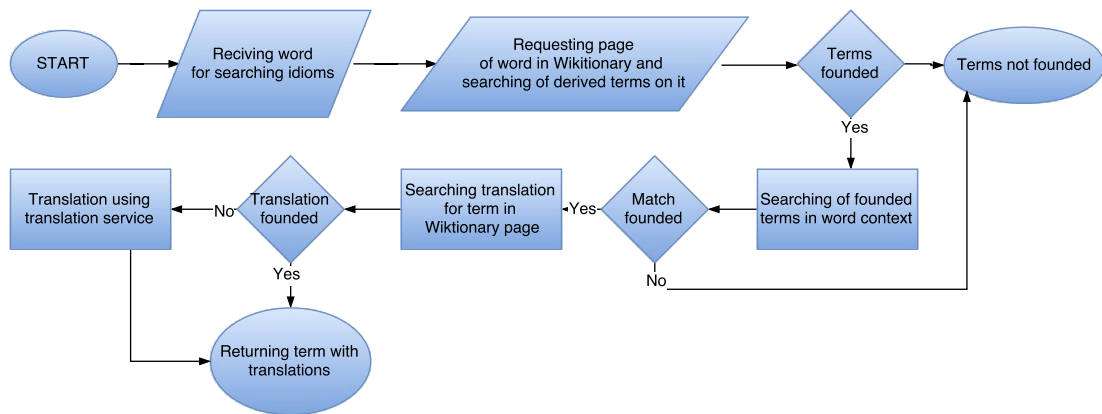 START
Reciving word
for searching idioms
Requesting page
of word in Wikitionary and
searching of derived terms on it
Terms
founded
Terms not founded
Yes
Translation using
translation service
No
Translation
founded
Searching translation
for term in
Wiktionary page
Yes
Match
founded
Searching of founded
terms in word context
Yes
No
Returning term with
translations